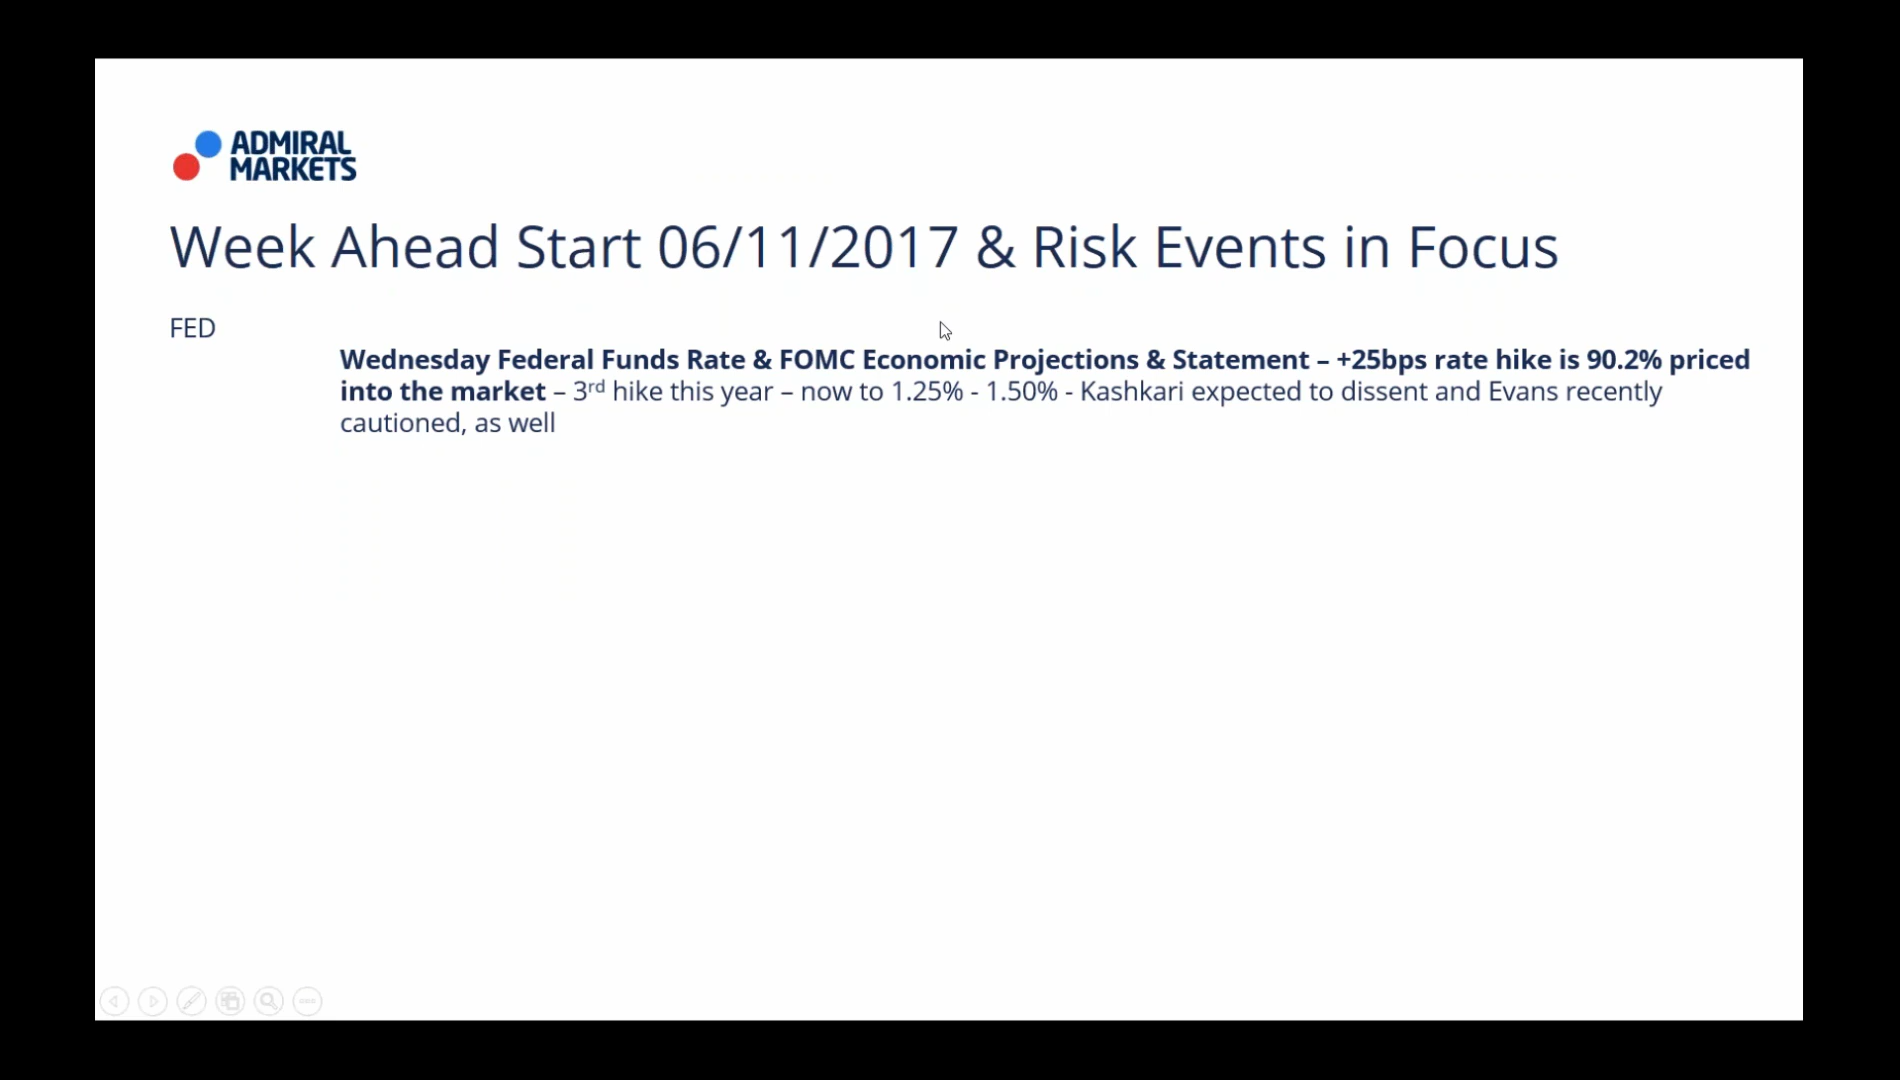 ADMIRAL
MARKETS
Week Ahead Start 06/11/2017 & Risk Events in Focus
FED
Wednesday Federal Funds Rate & FOMC Economic Projections & Statement – +25bps rate hike is 90.2% priced
into the market – 3rd hike this year – now to 1.25% - 1.50% - Kashkari expected to dissent and Evans recently
cautioned, as well